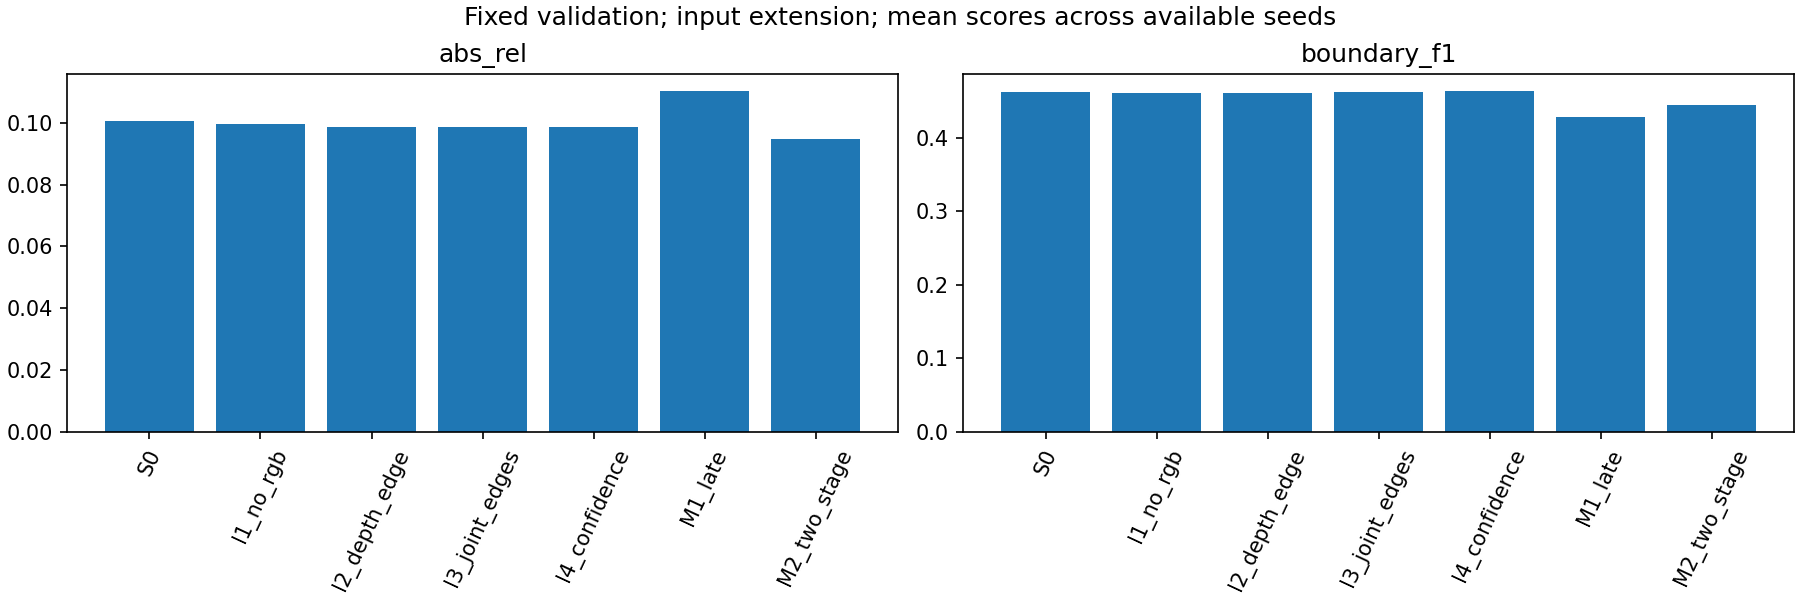 Fixed validation; input extension; mean scores across available seeds
abs_rel
0.10
0.08
0.06
0.04
0.02
0.00
S0
I1_no_rgb
I2_depth_edge
I3_joint_edges
I4_confidence
M1_late
M2_two_stage
boundary_f1
0.4
0.3
0.2
0.1
0.0
S0
I1_no_rgb
I2_depth_edge
I3_joint_edges
I4_confidence
M1_late
M2_two_stage